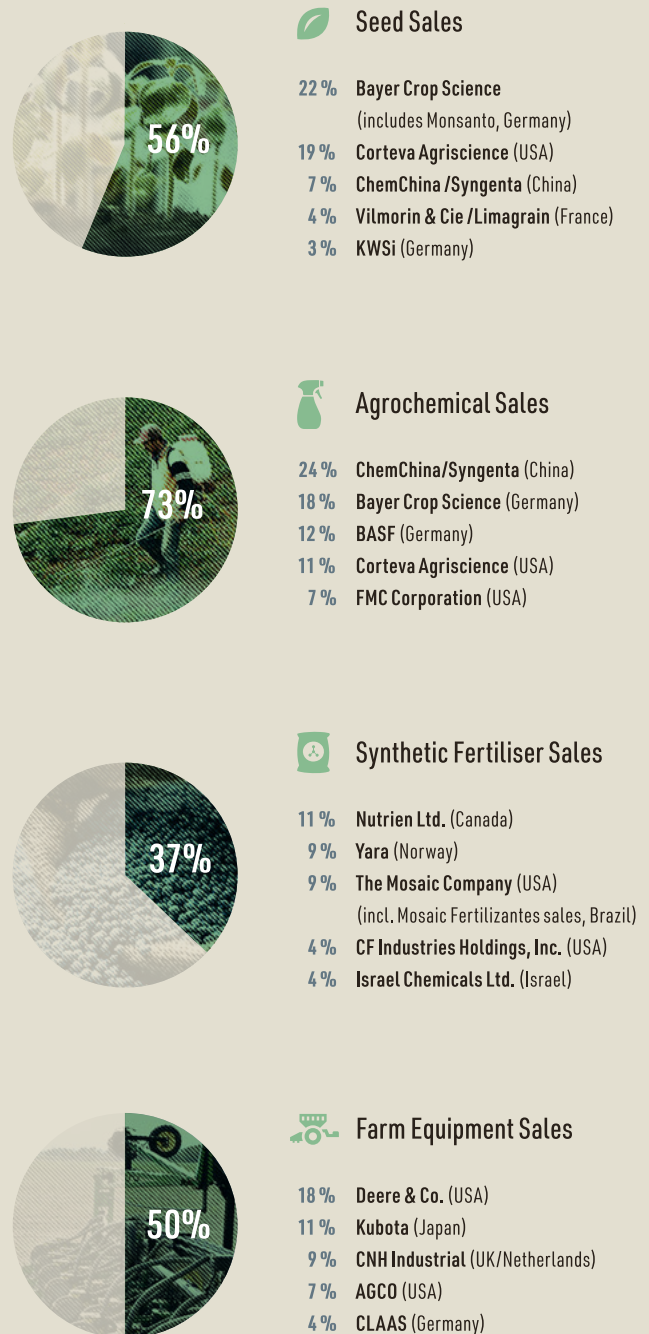 Seed Sales
56%
22 % Bayer Crop Science
(includes Monsanto, Germany)
19 % Corteva Agriscience (USA)
7 % ChemChina /Syngenta (China)
4 % Vilmorin & Cie /Limagrain (France)
3 % KWSi (Germany)
Agrochemical Sales
73%
24 % ChemChina/Syngenta (China)
18 % Bayer Crop Science (Germany)
12 % BASF (Germany)
11 % Corteva Agriscience (USA)
7 % FMC Corporation (USA)
Synthetic Fertiliser Sales
37%
11 % Nutrien Ltd. (Canada)
9 % Yara (Norway)
9 % The Mosaic Company (USA)
(incl. Mosaic Fertilizantes sales, Brazil)
4 % CF Industries Holdings, Inc. (USA)
4 % Israel Chemicals Ltd. (Israel)
Farm Equipment Sales
50%
18 % Deere & Co. (USA)
11 % Kubota (Japan)
9 % CNH Industrial (UK/Netherlands)
7 % AGCO (USA)
4 % CLAAS (Germany)